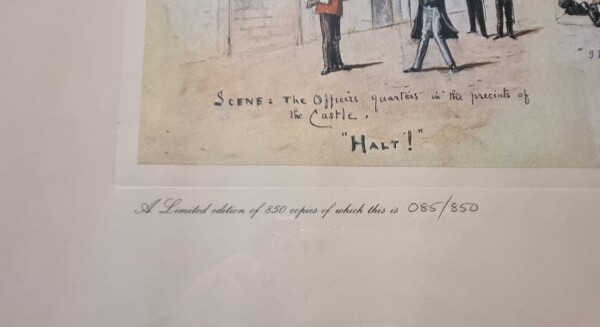 SCENE: The Officers quarters in the precints of
the Castle.
"HALT!"
A Limited edition of 850 copies of which this is 085/850